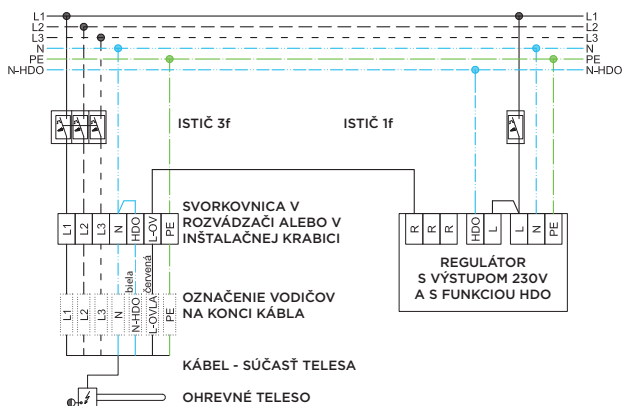 L1 L1
L2 L2
L3 L3
N N
PE PE
N-HDO N-HDO
ISTIČ 3f ISTIČ 1f
SVORKOVNICA V
ROZVÁDZAČI ALEBO V
INŠTALAČNEJ KRABICI
L1 L2 L3 N HDO L-OV PE
R R R HDO L L N PE
REGULÁTOR
S VÝSTUPOM 230V
A S FUNKCIOU HDO
biela červená
OZNAČENIE VODIČOV
NA KONCI KÁBLA
L1 L2 L3 N N-HDO L-OVLA PE
KÁBEL - SÚČASŤ TELESA
OHREVNÉ TELESO